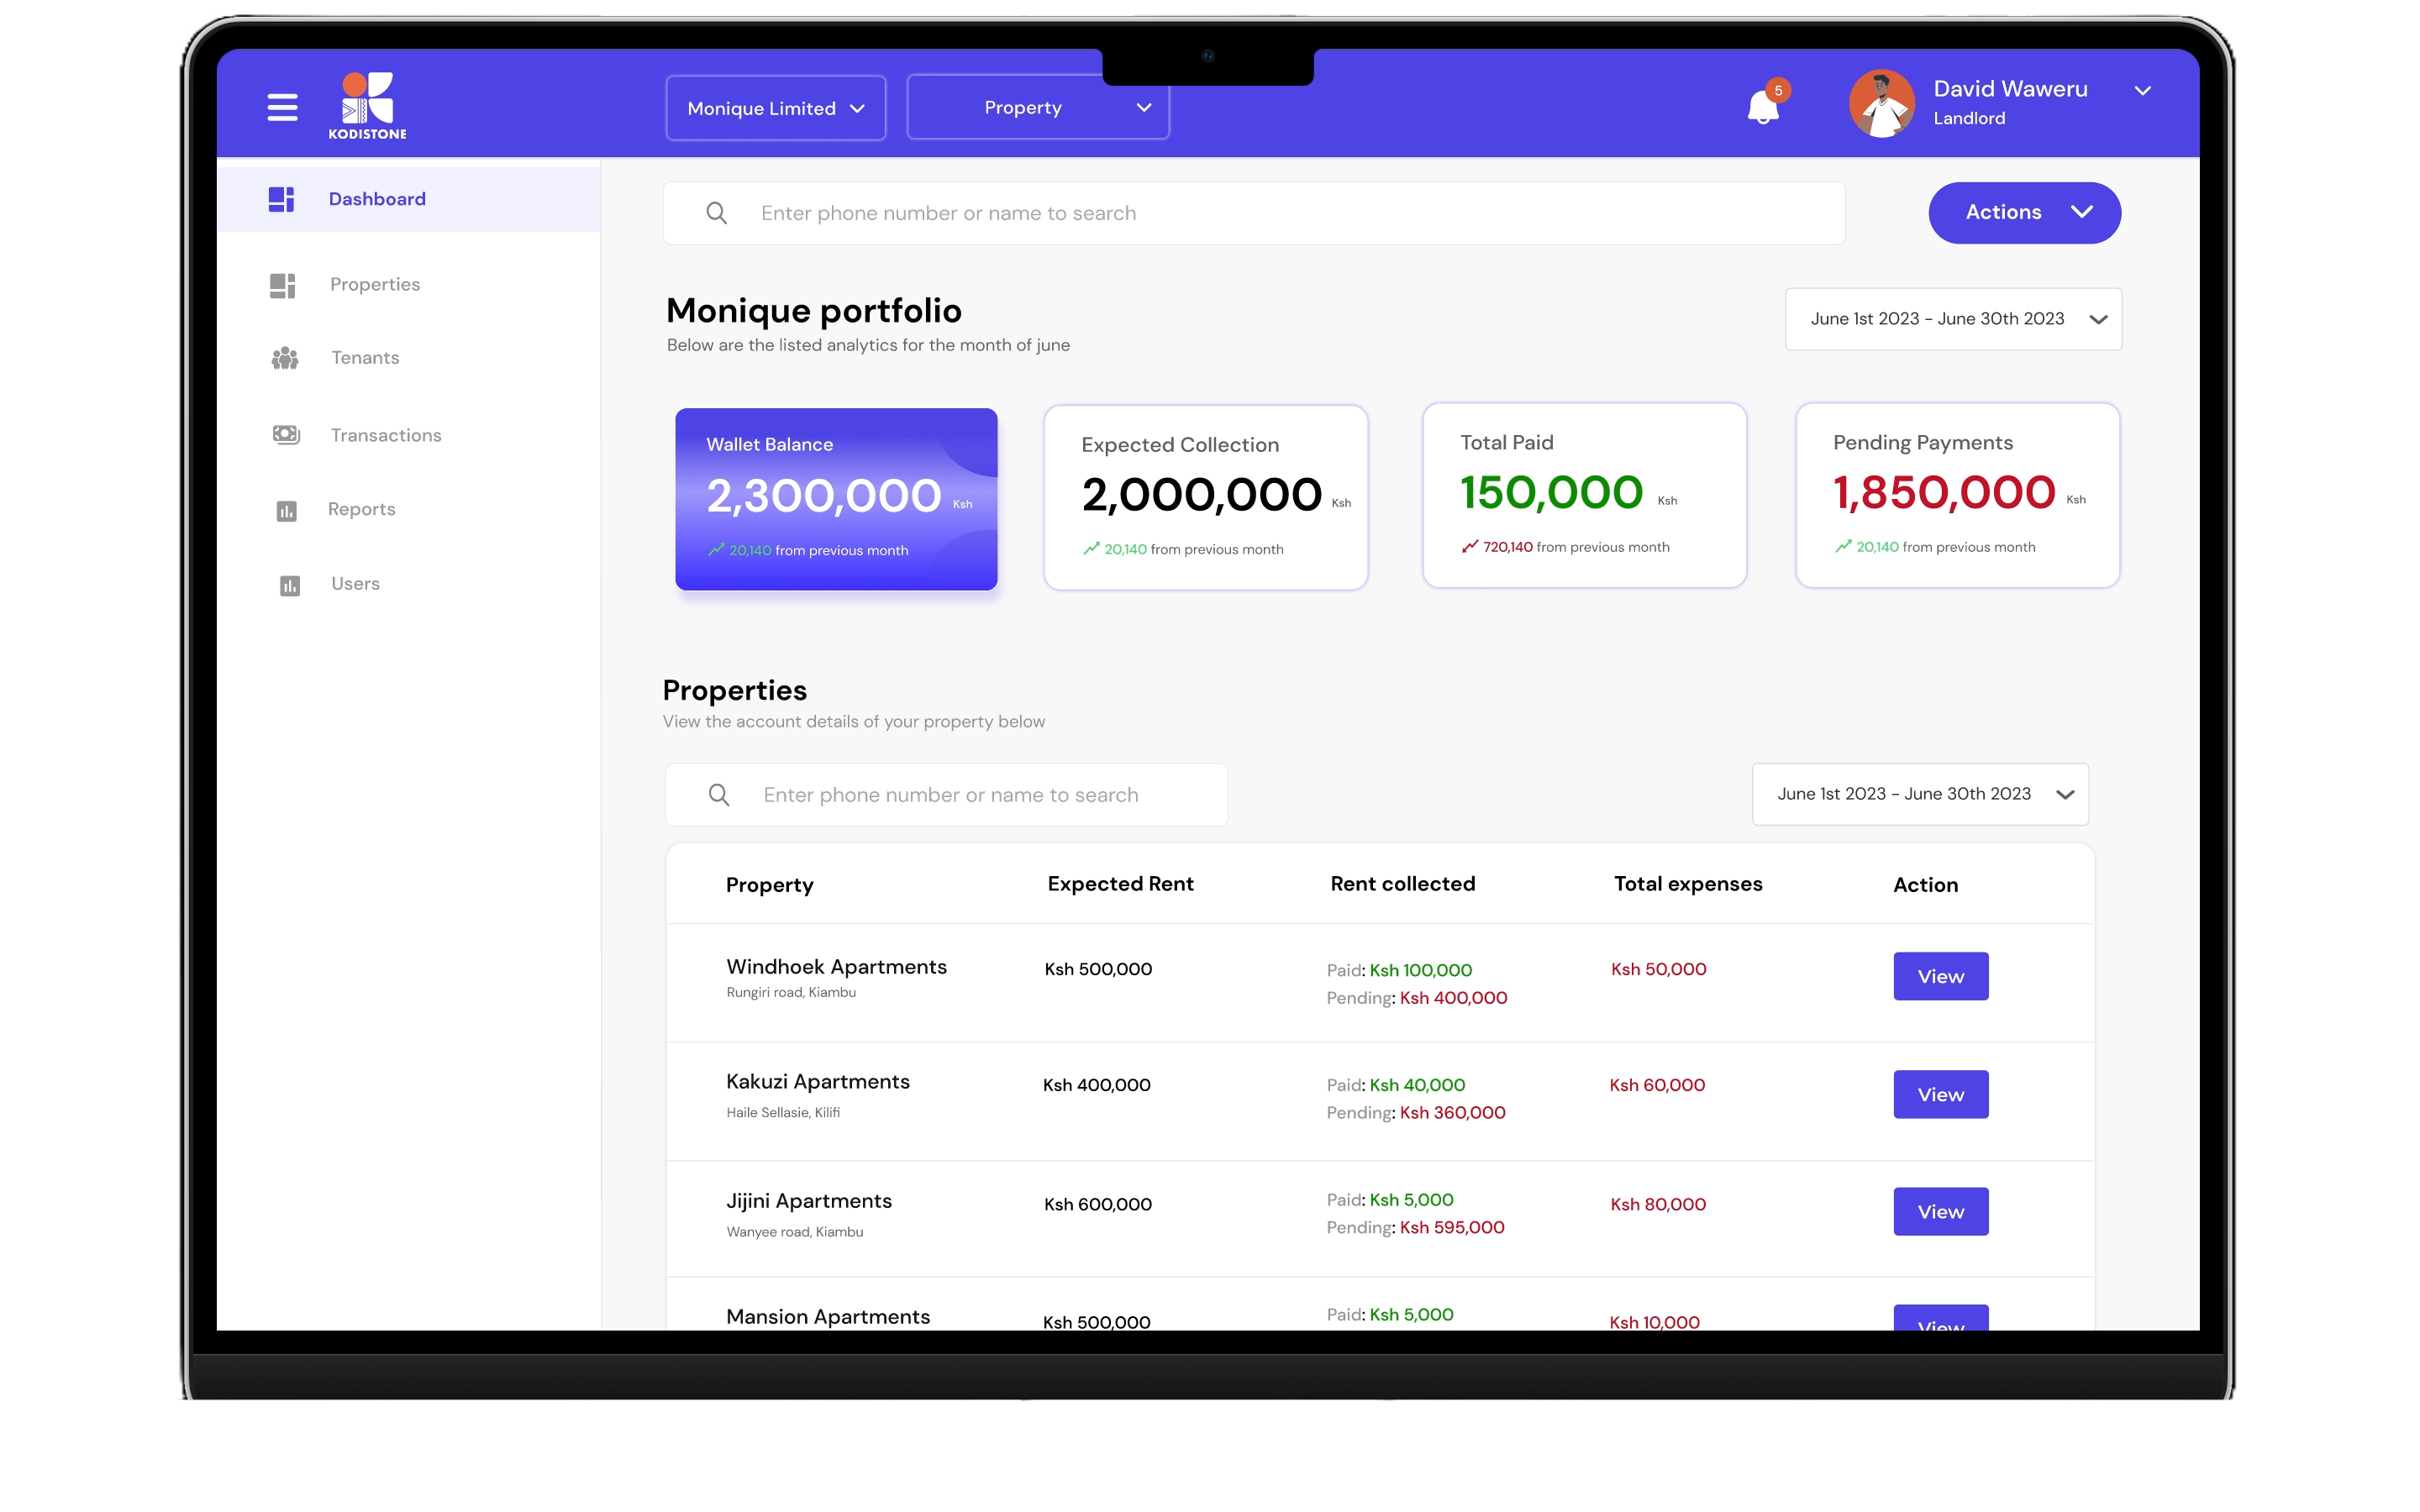 KODISTONE
Monique Limited
Property
5
David Waweru
Landlord
Dashboard
Properties
Tenants
Transactions
Reports
Users
Enter phone number or name to search
Actions
Monique portfolio
Below are the listed analytics for the month of june
June 1st 2023 - June 30th 2023
Wallet Balance
2,300,000 Ksh
20,140 from previous month
Expected Collection
2,000,000 Ksh
20,140 from previous month
Total Paid
150,000 Ksh
720,140 from previous month
Pending Payments
1,850,000 Ksh
20,140 from previous month
Properties
View the account details of your property below
Enter phone number or name to search
June 1st 2023 - June 30th 2023
Property Expected Rent Rent collected Total expenses Action
Windhoek Apartments
Rungiri road, Kiambu
Ksh 500,000
Paid: Ksh 100,000
Pending: Ksh 400,000
Ksh 50,000
View
Kakuzi Apartments
Haile Sellasie, Kilifi
Ksh 400,000
Paid: Ksh 40,000
Pending: Ksh 360,000
Ksh 60,000
View
Jijini Apartments
Wanyee road, Kiambu
Ksh 600,000
Paid: Ksh 5,000
Pending: Ksh 595,000
Ksh 80,000
View
Mansion Apartments
Ksh 500,000
Paid: Ksh 5,000
Ksh 10,000
View